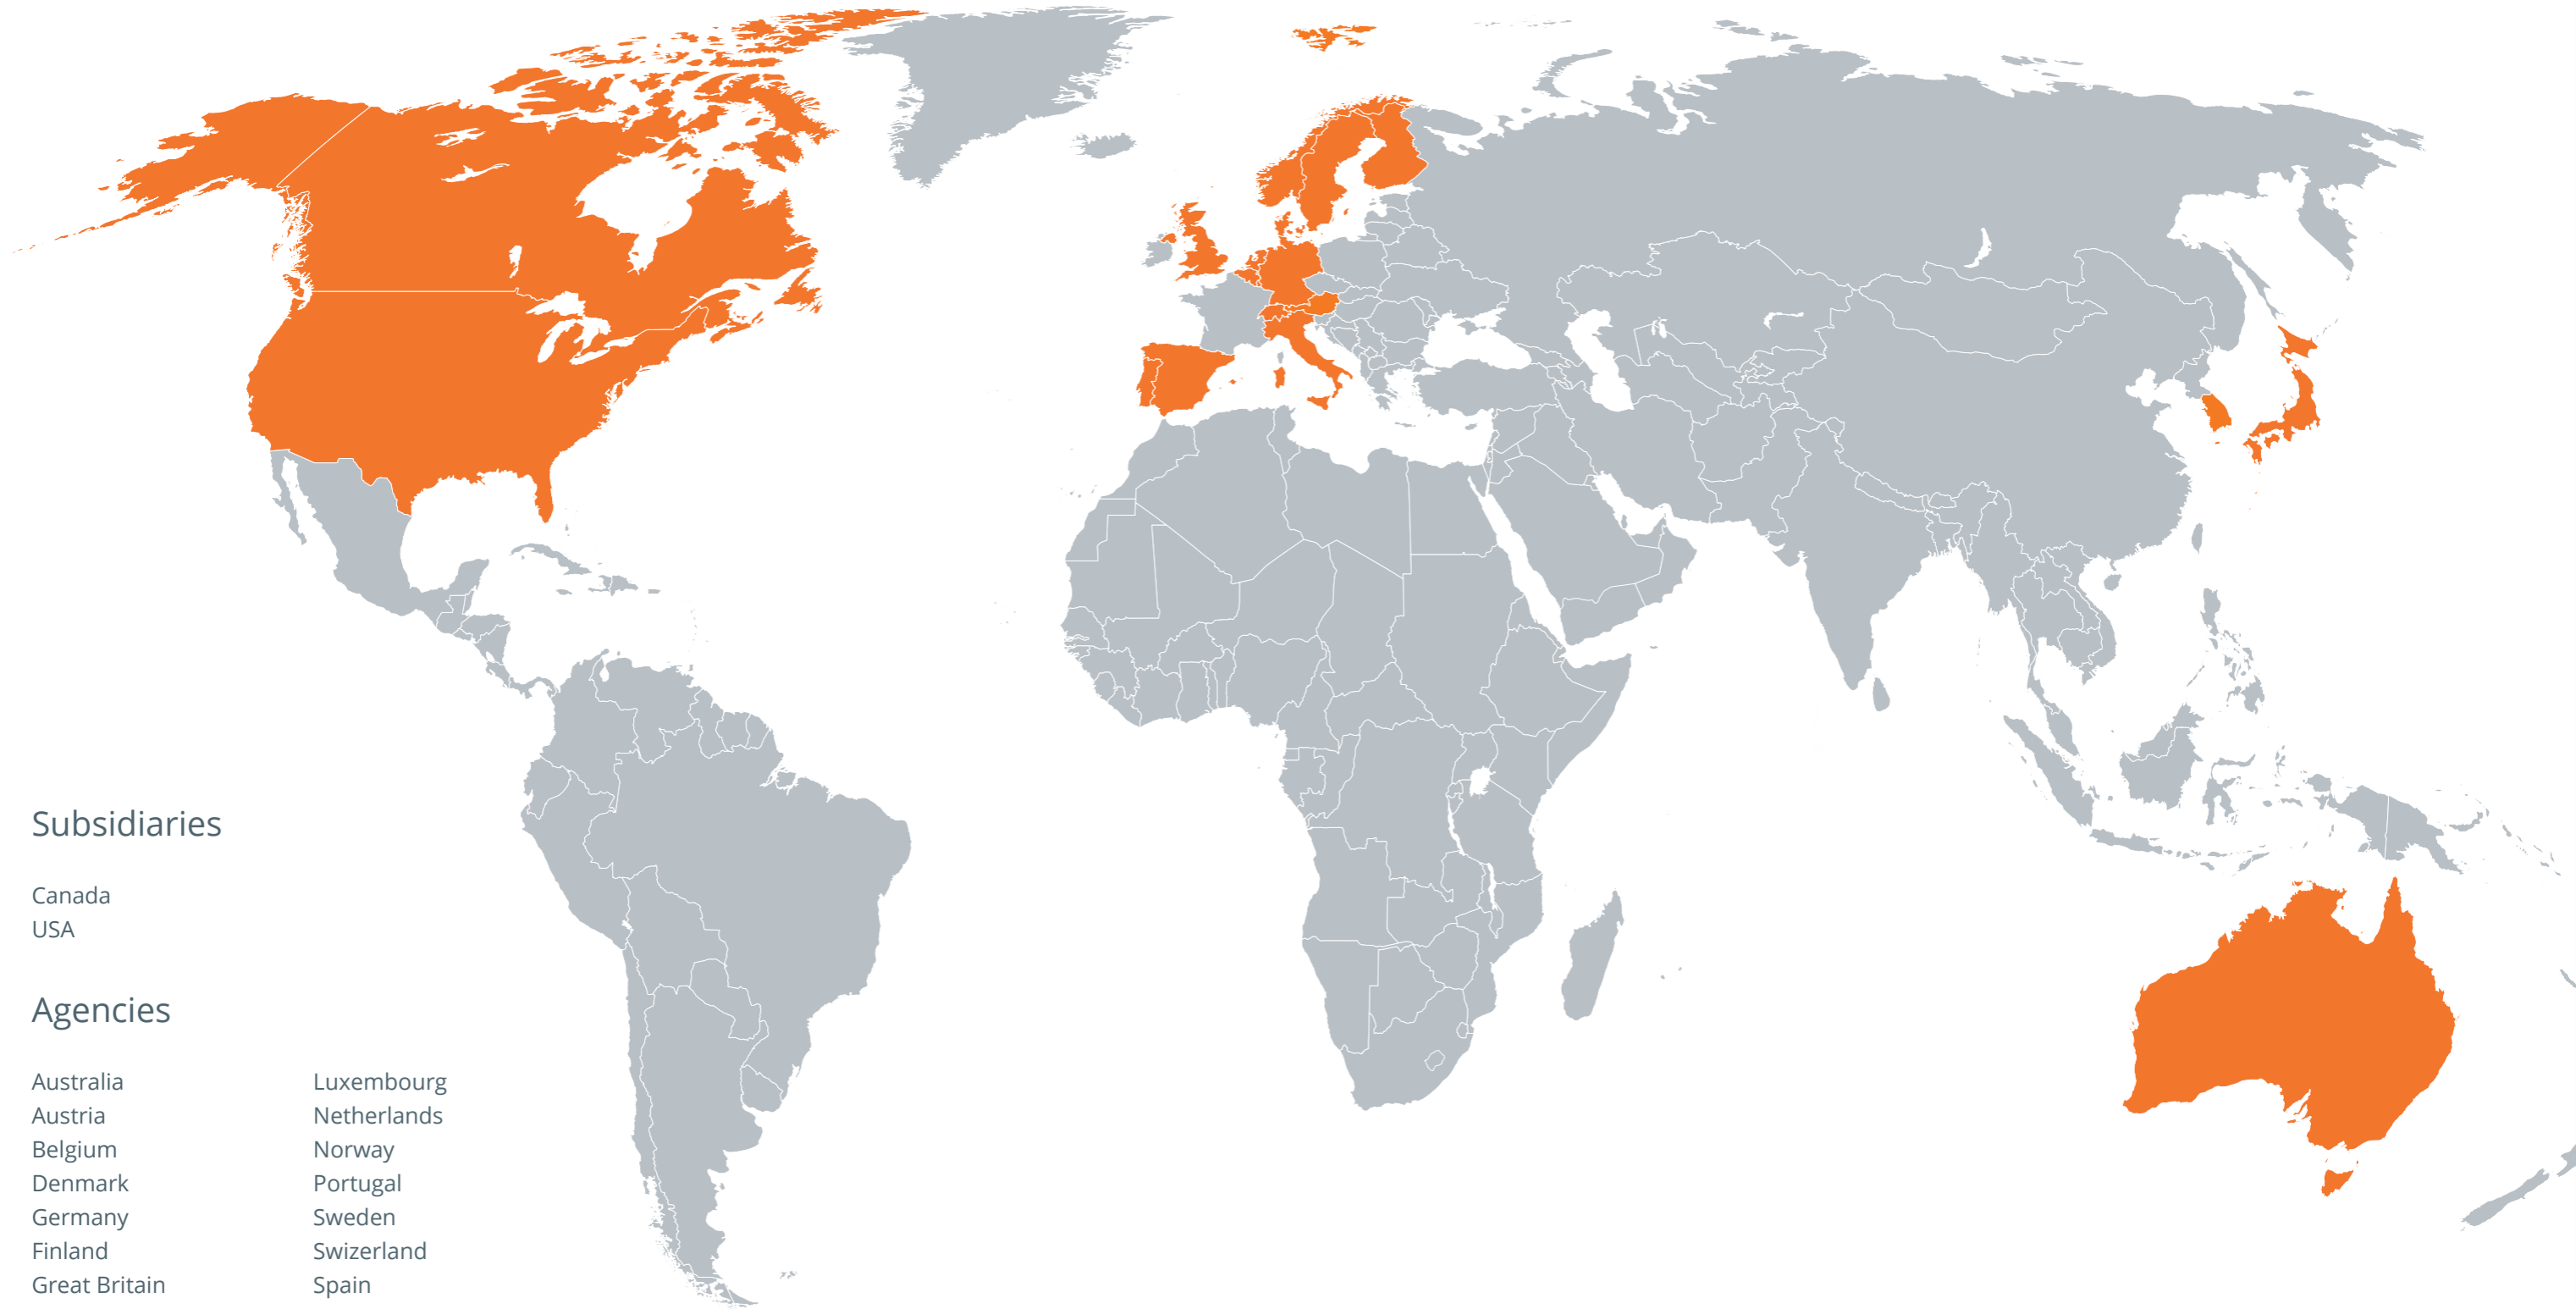 Subsidiaries
Canada
USA
Agencies
Australia
Austria
Belgium
Denmark
Germany
Finland
Great Britain
Luxembourg
Netherlands
Norway
Portugal
Sweden
Swizerland
Spain